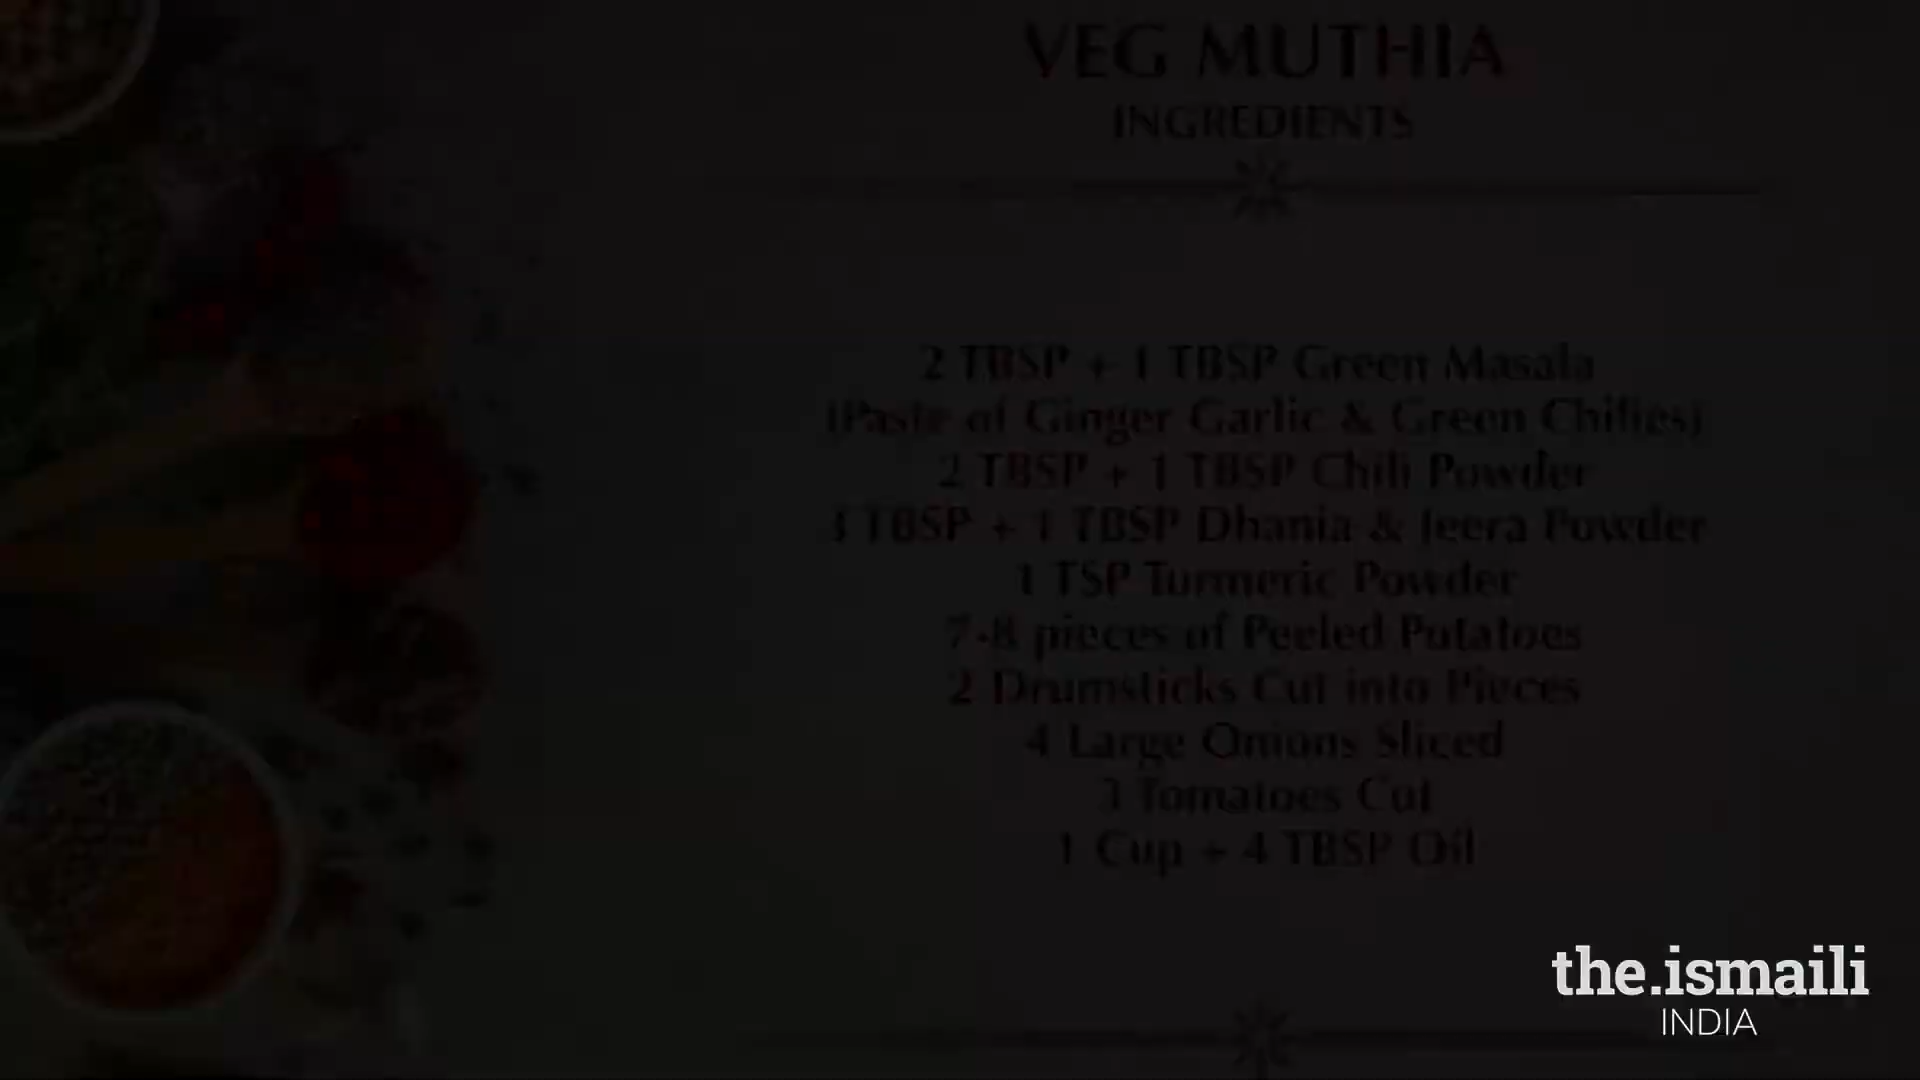 VEG MUTHIA
INGREDIENTS
2 TBSP + 1 TBSP Green Masala
(Paste of Ginger Garlic & Green Chilies)
2 TBSP + 1 TBSP Chili Powder
3 TBSP + 1 TBSP Dhania & Jeera Powder
1 TSP Turmeric Powder
7-8 pieces of Peeled Potatoes
2 Drumsticks Cut into Pieces
4 Large Onions Sliced
3 Tomatoes Cut
1 Cup + 4 TBSP Oil
the.ismaili
INDIA